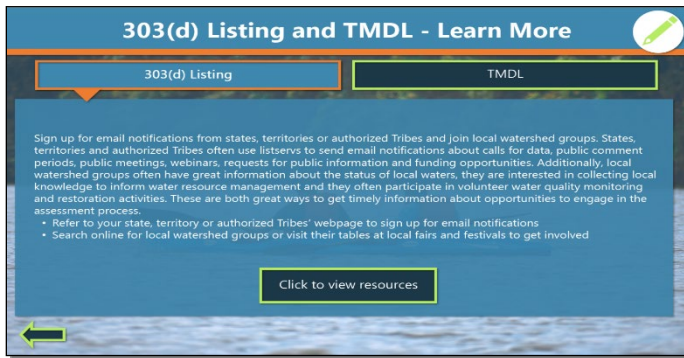 303(d) Listing and TMDL - Learn More
303(d) Listing
TMDL
Sign up for email notifications from states, territories or authorized Tribes and join local watershed groups. States,
territories and authorized Tribes often use listservs to send email notifications about calls for data, public comment
periods, public meetings, webinars, requests for public information and funding opportunities. Additionally, local
watershed groups often have great information about the status of local waters, they are interested in collecting local
knowledge to inform water resource management and they often participate in volunteer water quality monitoring
and restoration activities. These are both great ways to get timely information about opportunities to engage in the
assessment process.
• Refer to your state, territory or authorized Tribes' webpage to sign up for email notifications
• Search online for local watershed groups or visit their tables at local fairs and festivals to get involved
Click to view resources